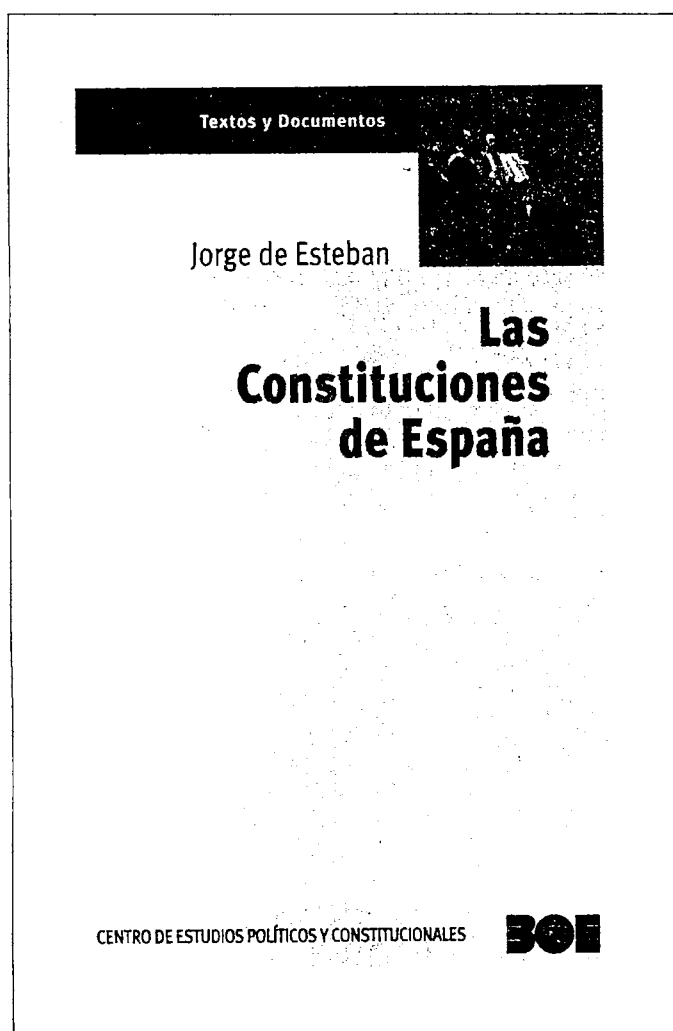 Textos y Documentos
Jorge de Esteban
Las
Constituciones
de España
CENTRO DE ESTUDIOS POLÍTICOS Y CONSTITUCIONALES
BOE